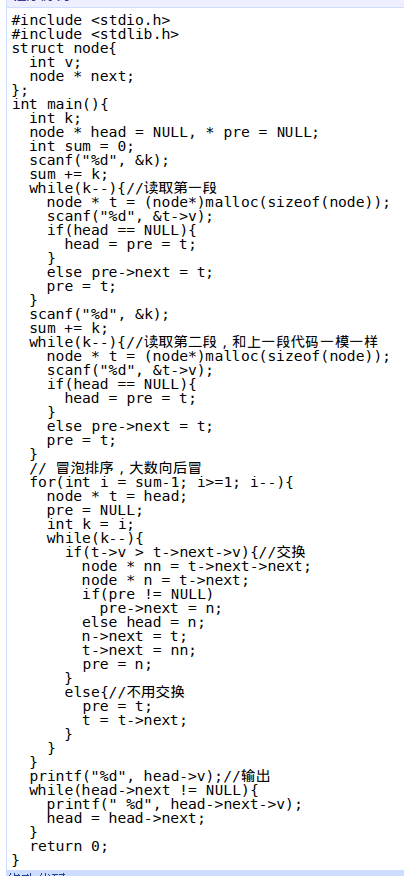 #include <stdio.h>
#include <stdlib.h>
struct node{
  int v;
  node * next;
};
int main(){
  int k;
  node * head = NULL, * pre = NULL;
  int sum = 0;
  scanf("%d", &k);
  sum += k;
  while(k--){//读取第一段
    node * t = (node*)malloc(sizeof(node));
    scanf("%d", &t->v);
    if(head == NULL){
      head = pre = t;
    }
    else pre->next = t;
    pre = t;
  }
  scanf("%d", &k);
  sum += k;
  while(k--){//读取第二段，和上一段代码一模一样
    node * t = (node*)malloc(sizeof(node));
    scanf("%d", &t->v);
    if(head == NULL){
      head = pre = t;
    }
    else pre->next = t;
    pre = t;
  }
  // 冒泡排序，大数向后冒
  for(int i = sum-1; i>=1; i--){
    node * t = head;
    pre = NULL;
    int k = i;
    while(k--){
      if(t->v > t->next->v){//交换
        node * nn = t->next->next;
        node * n = t->next;
        if(pre != NULL)
          pre->next = n;
        else head = n;
        n->next = t;
        t->next = nn;
        pre = n;
      }
      else{//不用交换
        pre = t;
        t = t->next;
      }
    }
  }
  printf("%d", head->v);//输出
  while(head->next != NULL){
    printf(" %d", head->next->v);
    head = head->next;
  }
  return 0;
}